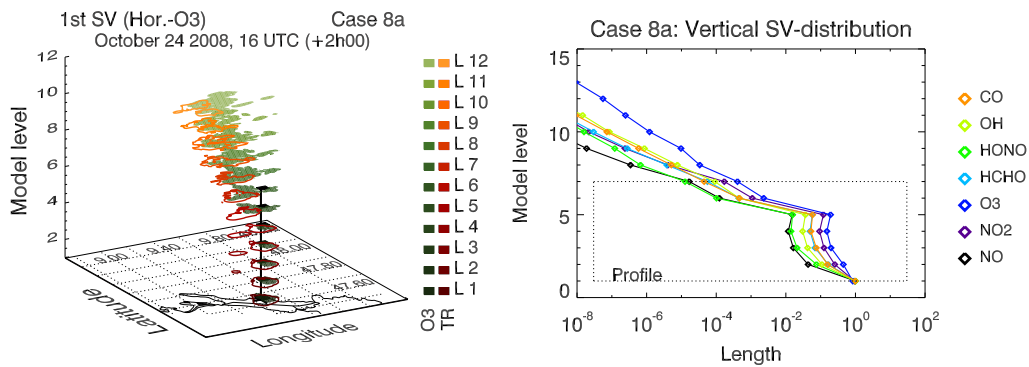 1st SV (Hor.-O3) Case 8a
October 24 2008, 16 UTC (+2h00)
Model level
12
10
8
6
4
2
9.00
9.40
9.80
48.00
47.80
47.60
Latitude
Longitude
L 12
L 11
L 10
L 9
L 8
L 7
L 6
L 5
L 4
L 3
L 2
L 1
O3
TR
Case 8a: Vertical SV-distribution
Model level
15
10
5
0
Profile
10^-8 10^-6 10^-4 10^-2 10^0 10^2
Length
CO
OH
HONO
HCHO
O3
NO2
NO